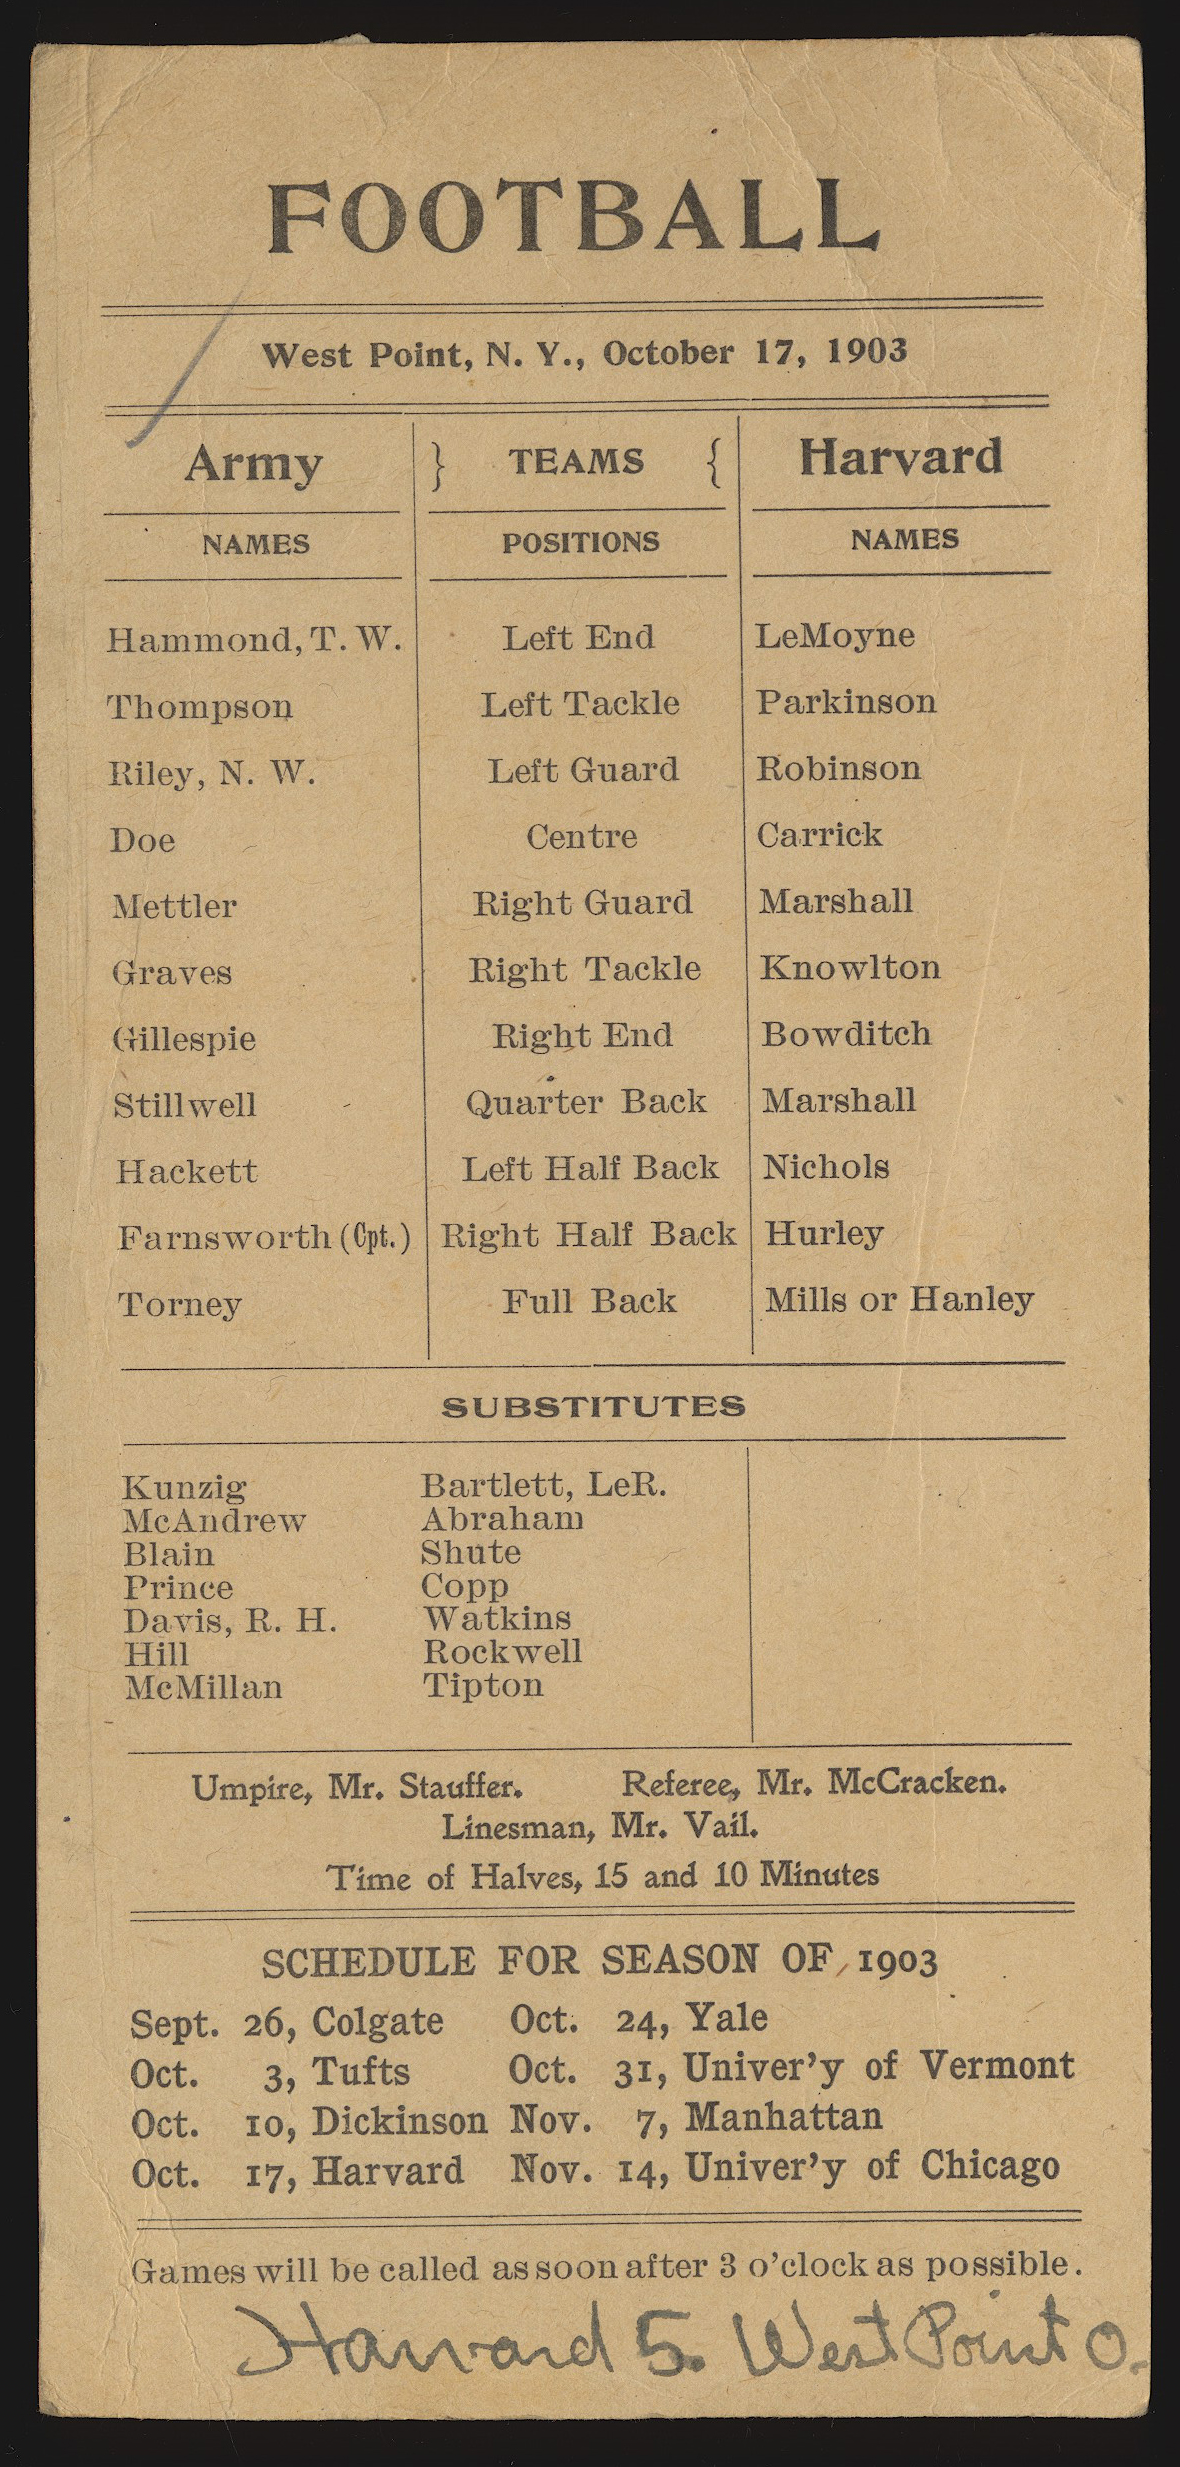 FOOTBALL
West Point, N. Y., October 17, 1903
Army } TEAMS { Harvard
NAMES POSITIONS NAMES
Hammond, T. W. Left End LeMoyne
Thompson Left Tackle Parkinson
Riley, N. W. Left Guard Robinson
Doe Centre Carrick
Mettler Right Guard Marshall
Graves Right Tackle Knowlton
Gillespie Right End Bowditch
Stillwell Quarter Back Marshall
Hackett Left Half Back Nichols
Farnsworth (Cpt.) Right Half Back Hurley
Torney Full Back Mills or Hanley
SUBSTITUTES
Kunzig Bartlett, LeR.
McAndrew Abraham
Blain Shute
Prince Copp
Davis, R. H. Watkins
Hill Rockwell
McMillan Tipton
Umpire, Mr. Stauffer. Referee, Mr. McCracken.
Linesman, Mr. Vail.
Time of Halves, 15 and 10 Minutes
SCHEDULE FOR SEASON OF 1903
Sept. 26, Colgate Oct. 24, Yale
Oct. 3, Tufts Oct. 31, Univer'y of Vermont
Oct. 10, Dickinson Nov. 7, Manhattan
Oct. 17, Harvard Nov. 14, Univer'y of Chicago
Games will be called as soon after 3 o'clock as possible.
Harvard 5. West Point 0.